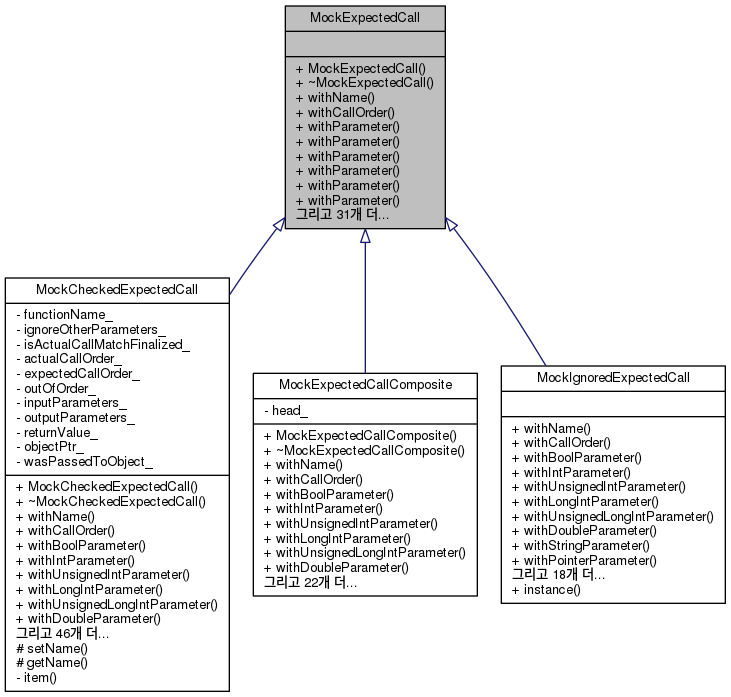 MockExpectedCall
+ MockExpectedCall()
+ ~MockExpectedCall()
+ withName()
+ withCallOrder()
+ withParameter()
+ withParameter()
+ withParameter()
+ withParameter()
+ withParameter()
+ withParameter()
그리고 31개 더...
MockCheckedExpectedCall
- functionName_
- ignoreOtherParameters_
- isActualCallMatchFinalized_
- actualCallOrder_
- expectedCallOrder_
- outOfOrder_
- inputParameters_
- outputParameters_
- returnValue_
- objectPtr_
- wasPassedToObject_
+ MockCheckedExpectedCall()
+ ~MockCheckedExpectedCall()
+ withName()
+ withCallOrder()
+ withBoolParameter()
+ withIntParameter()
+ withUnsignedIntParameter()
+ withLongIntParameter()
+ withUnsignedLongIntParameter()
+ withDoubleParameter()
그리고 46개 더...
# setName()
# getName()
- item()
MockExpectedCallComposite
- head_
+ MockExpectedCallComposite()
+ ~MockExpectedCallComposite()
+ withName()
+ withCallOrder()
+ withBoolParameter()
+ withIntParameter()
+ withUnsignedIntParameter()
+ withLongIntParameter()
+ withUnsignedLongIntParameter()
+ withDoubleParameter()
그리고 22개 더...
MockIgnoredExpectedCall
+ withName()
+ withCallOrder()
+ withBoolParameter()
+ withIntParameter()
+ withUnsignedIntParameter()
+ withLongIntParameter()
+ withUnsignedLongIntParameter()
+ withDoubleParameter()
+ withStringParameter()
+ withPointerParameter()
그리고 18개 더...
+ instance()